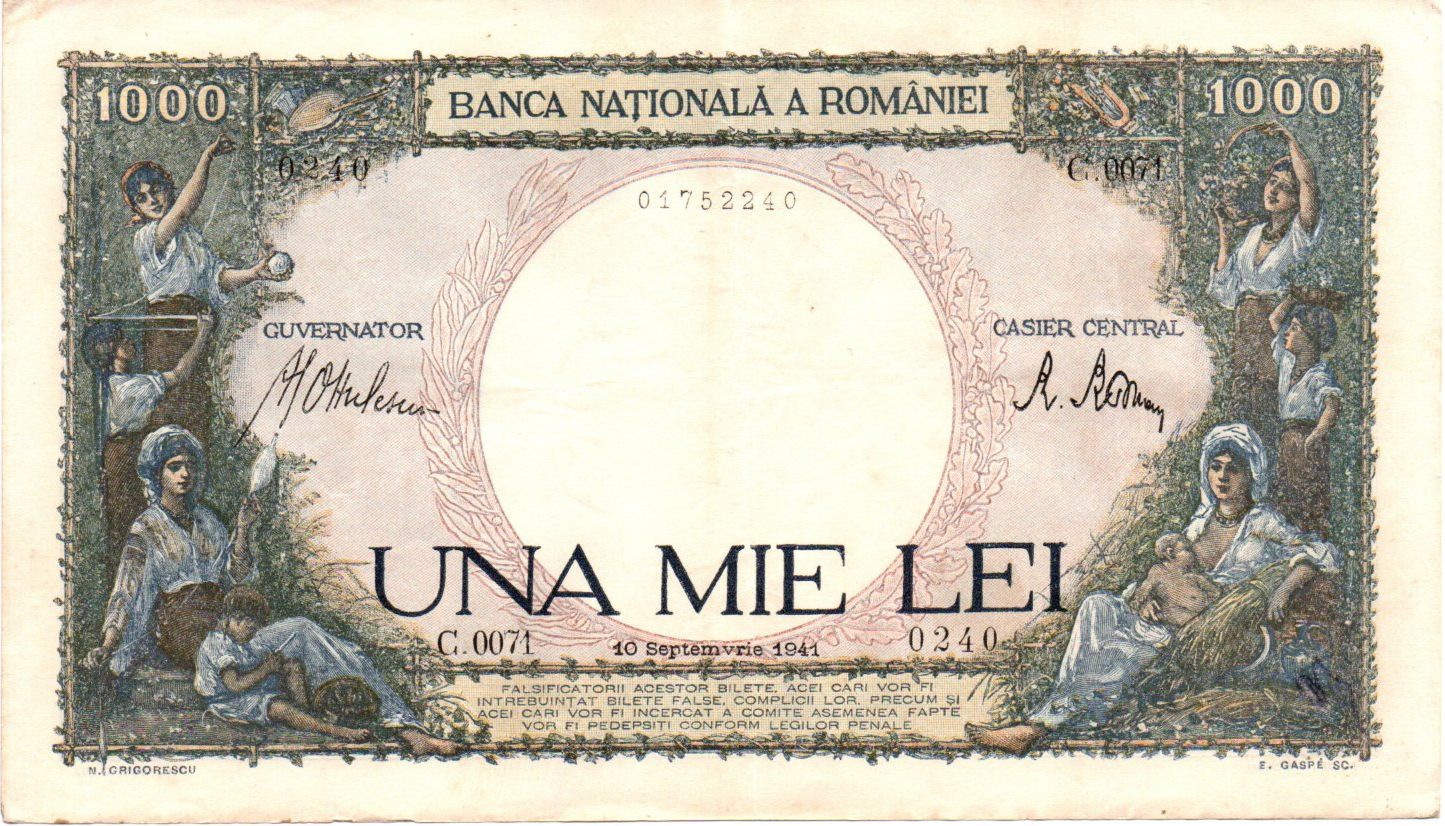 1000
BANCA NAȚIONALĂ A ROMÂNIEI
1000
0240
C.0071
01752240
GUVERNATOR
CASIER CENTRAL
UNA MIE LEI
C.0071
10 Septemvrie 1941
0240
FALSIFICATORII ACESTOR BILETE, ACEI CARI VOR FI
INTREBUINȚAT BILETE FALSE, COMPLICII LOR, PRECUM ȘI
ACEI CARI VOR FI INCERCAT A COMITE ASEMENEA FAPTE
VOR FI PEDEPSITI CONFORM LEGILOR PENALE
N. GRIGORESCU
E. GASPÉ SC.